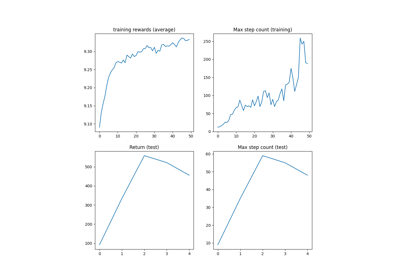 training rewards (average)
Max step count (training)
9.30
9.25
9.20
9.15
9.10
250
200
150
100
50
0
0 10 20 30 40 50
0 10 20 30 40 50
Return (test)
Max step count (test)
500
400
300
200
100
60
50
40
30
20
10
0 1 2 3 4
0 1 2 3 4